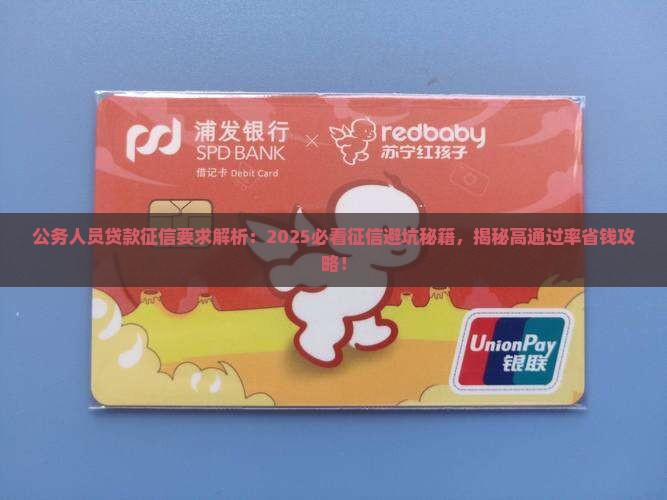 浦发银行
SPD BANK
借记卡 Debit Card
×
redbaby
苏宁红孩子
公务人员贷款征信要求解析：2025必看征信避坑秘籍，揭秘高通过率省钱攻
略！
UnionPay
银联